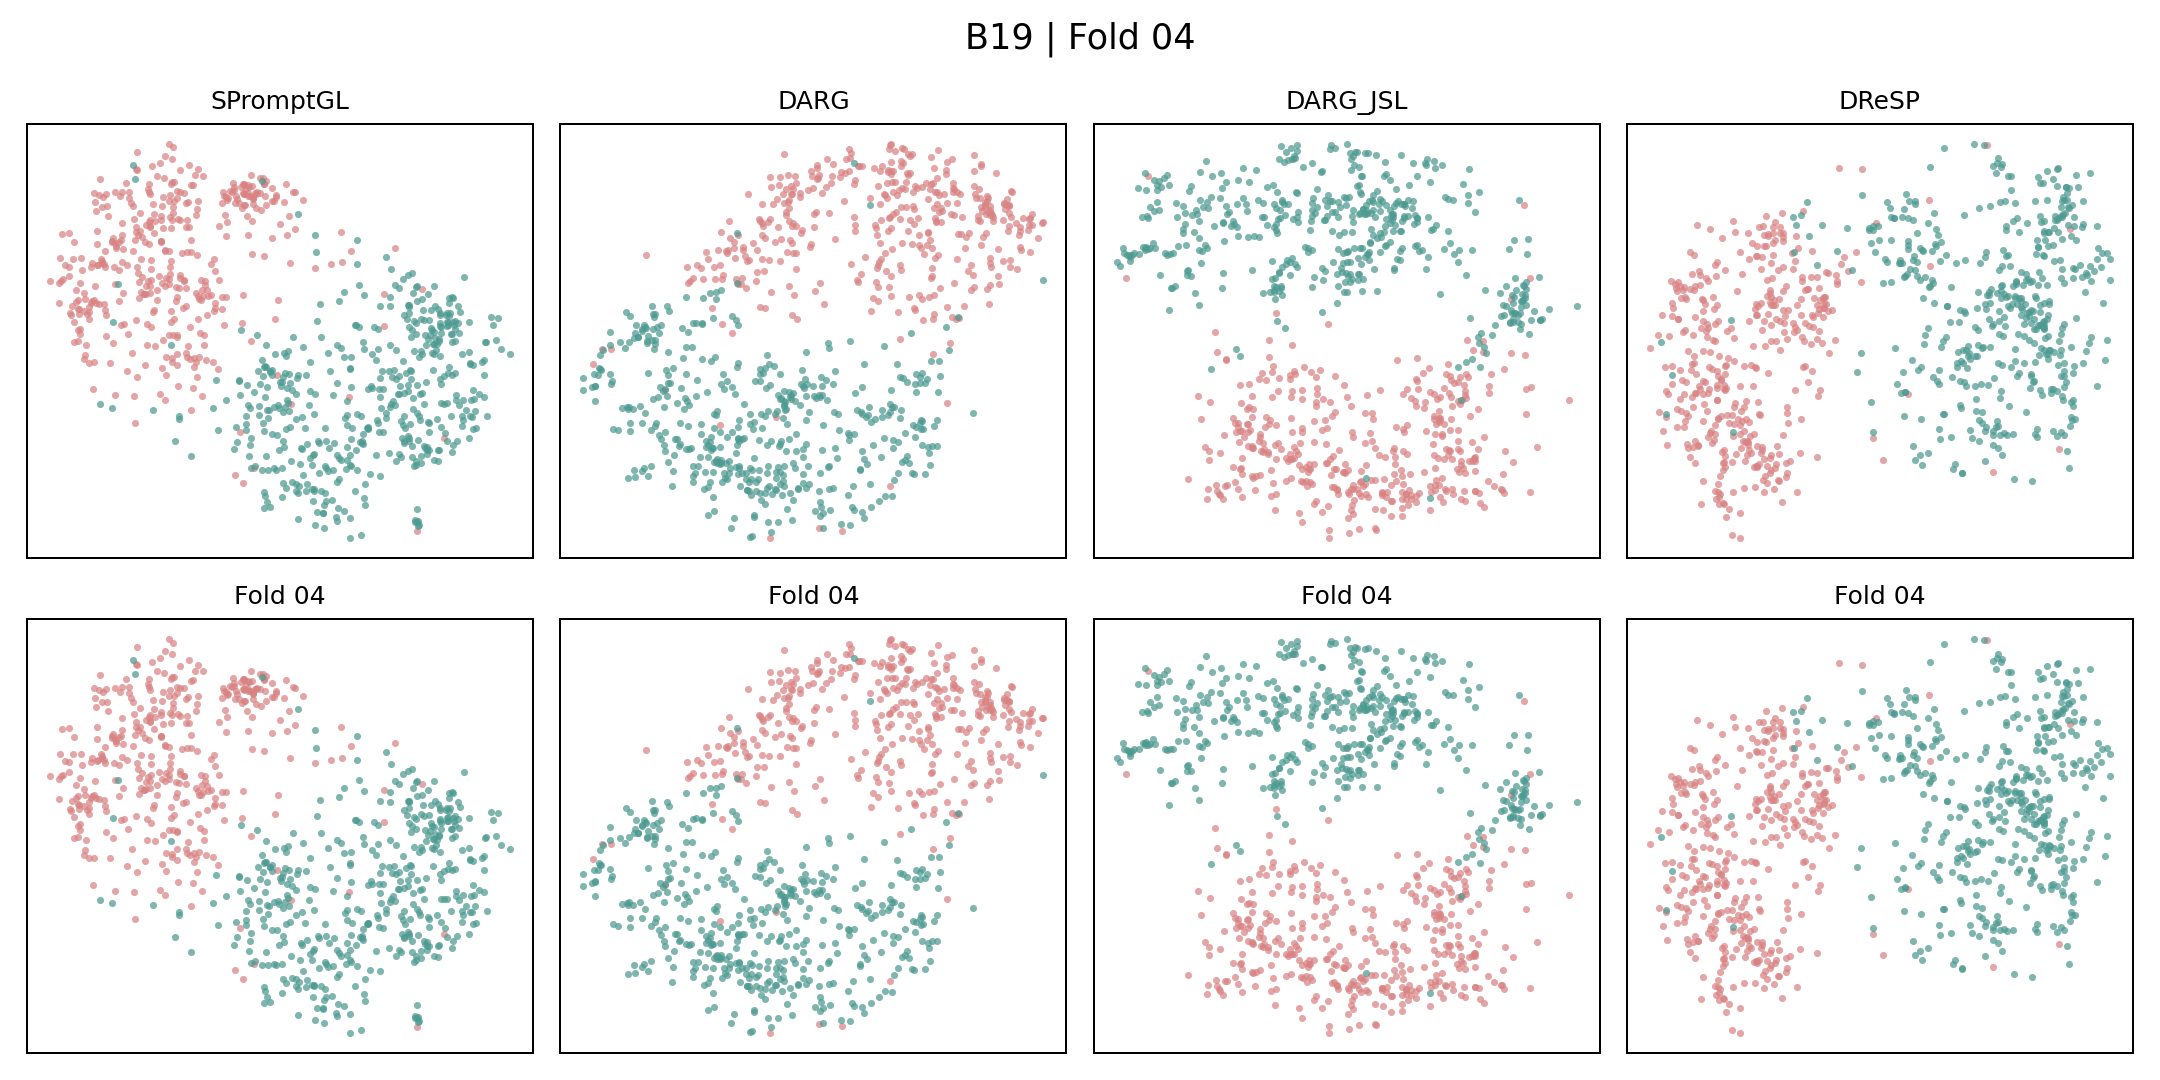 B19 | Fold 04
SPromptGL
DARG
DARG_JSL
DReSP
Fold 04
Fold 04
Fold 04
Fold 04